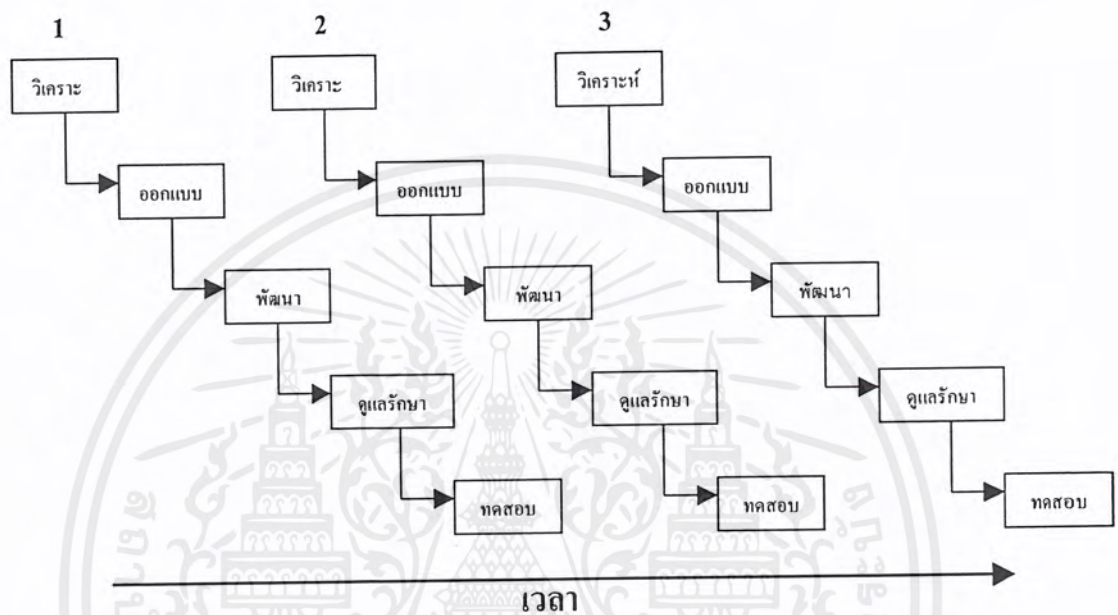 1 2 3
วิเคราะ วิเคราะ วิเคราะห์
ออกแบบ ออกแบบ ออกแบบ
พัฒนา พัฒนา พัฒนา
ดูแลรักษา ดูแลรักษา ดูแลรักษา
ทดสอบ ทดสอบ ทดสอบ
เวลา